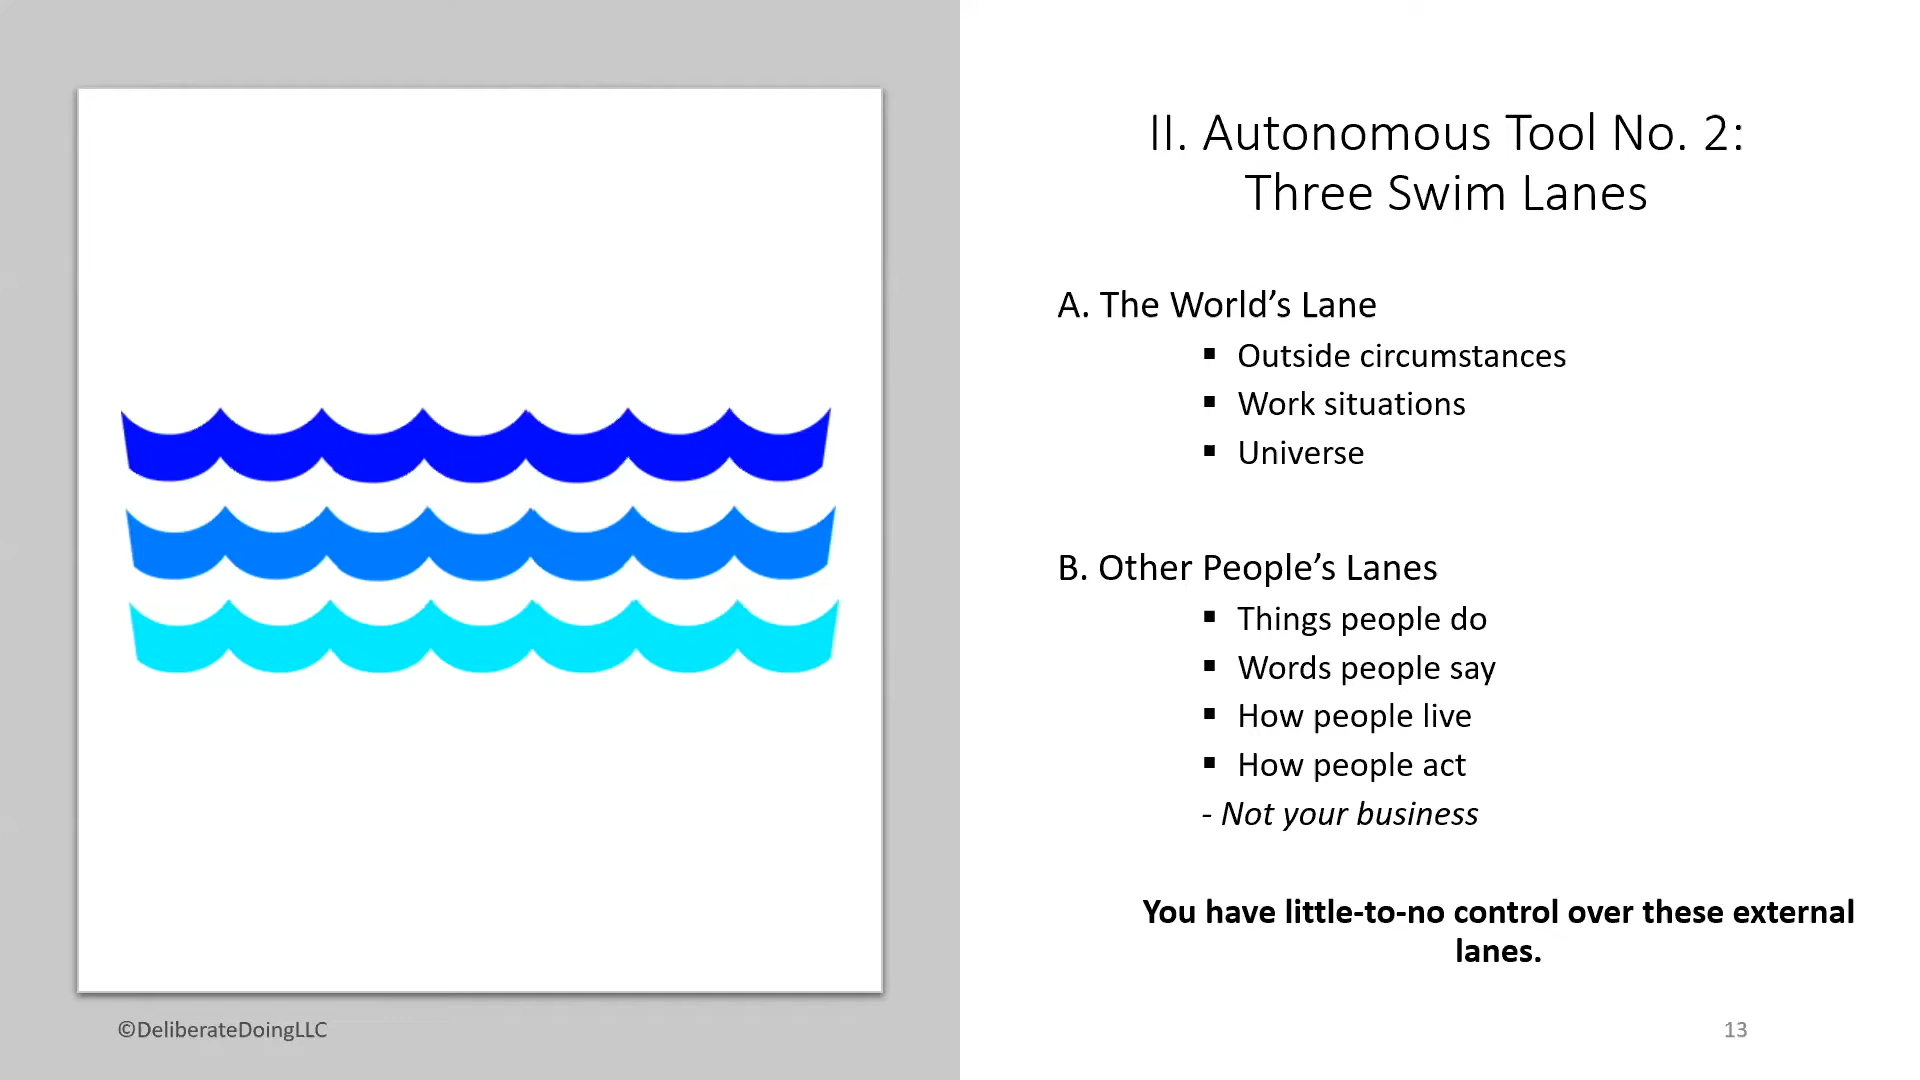 II. Autonomous Tool No. 2:
Three Swim Lanes
A. The World’s Lane
▪ Outside circumstances
▪ Work situations
▪ Universe
B. Other People’s Lanes
▪ Things people do
▪ Words people say
▪ How people live
▪ How people act
- Not your business
You have little-to-no control over these external
lanes.
©DeliberateDoingLLC
13